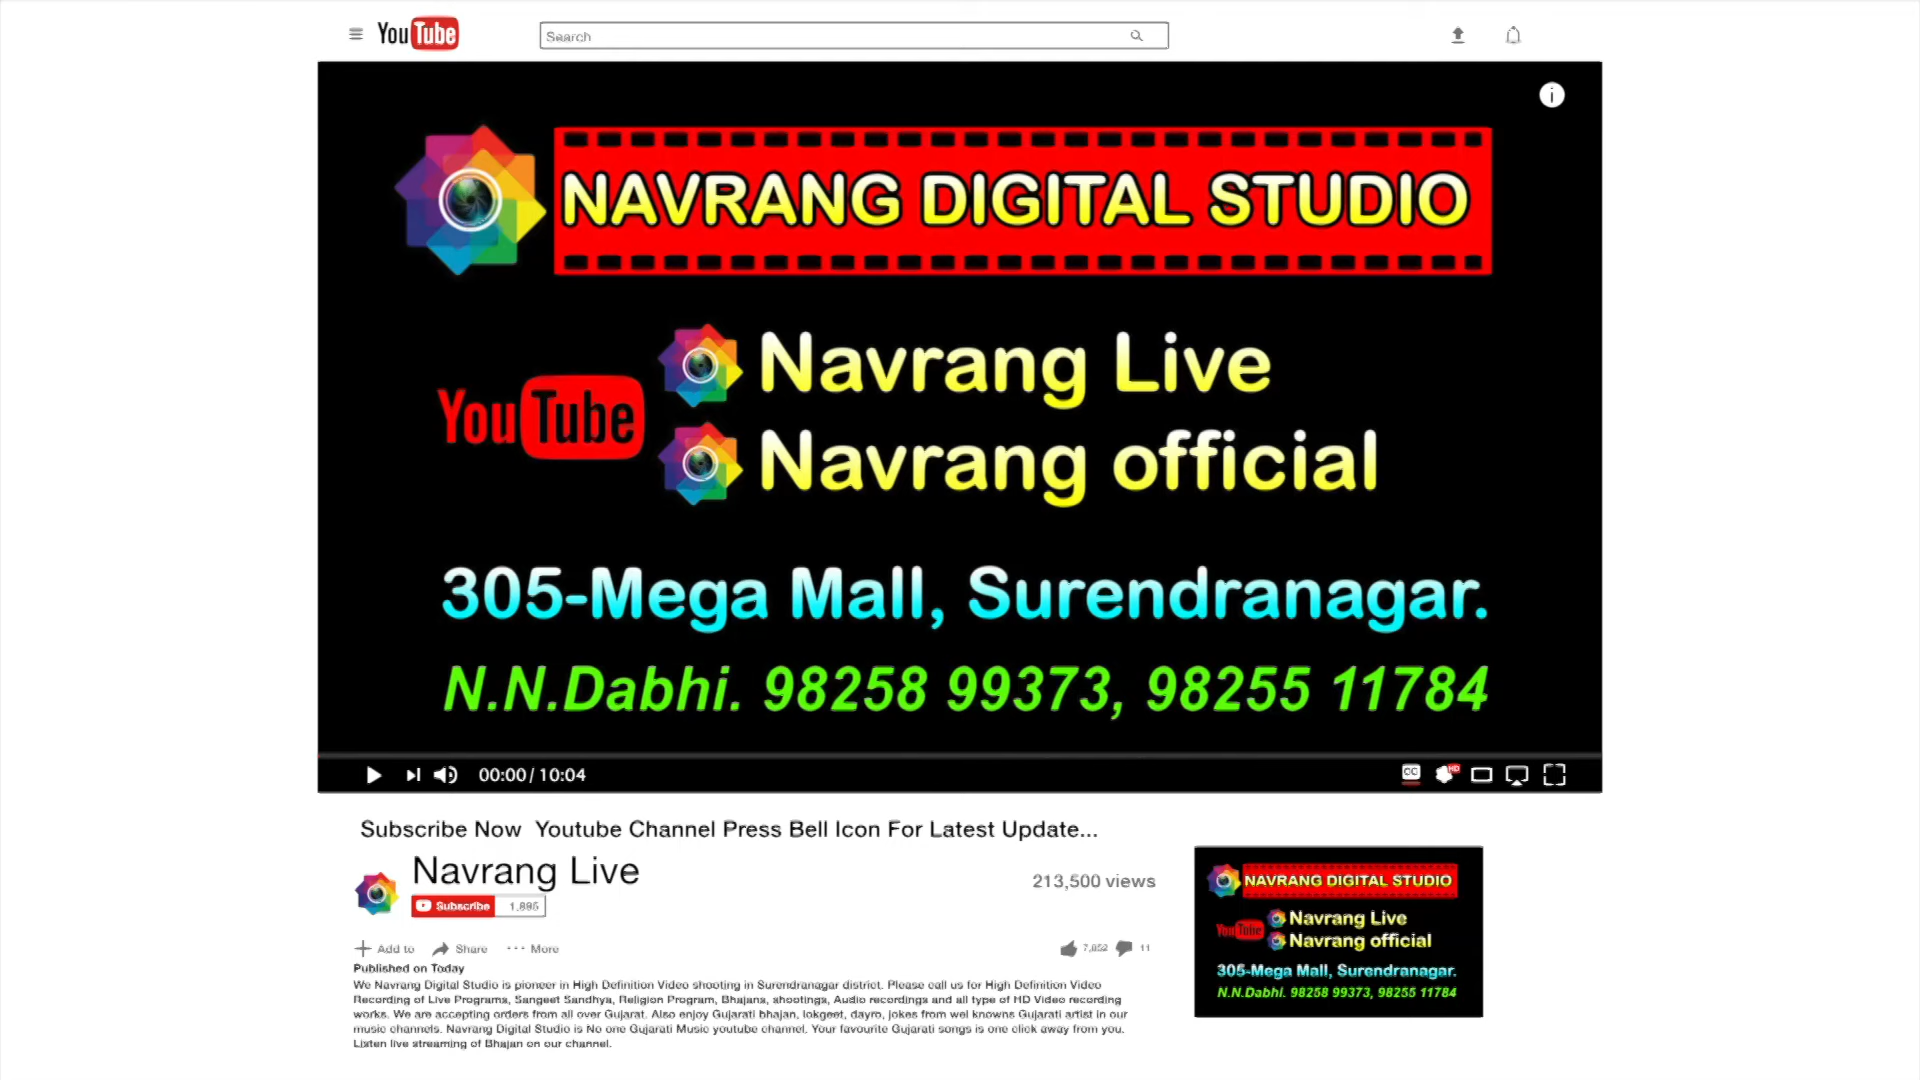 YouTube
Search
NAVRANG DIGITAL STUDIO
YouTube
Navrang Live
Navrang official
305-Mega Mall, Surendranagar.
N.N.Dabhi. 98258 99373, 98255 11784
00:00 / 10:04
CC
HD
Subscribe Now Youtube Channel Press Bell Icon For Latest Update...
Navrang Live
Subscribe
213,500 views
Add to
Share
More
7,852
11
Published on Today
We Navrang Digital Studio is pioneer in High Definition Video shooting in Surendranagar district. Please call us for High Definition Video
Recording of Live Programs, Sangeet Sandhya, Religion Program, Bhajans, shootings, Audio recordings and all type of HD Video recording
works. We are accepting orders from all over Gujarat. Also enjoy Gujarati bhajan, lokgeet, dayro, jokes from wel knowns Gujarati artist in our
music channels. Navrang Digital Studio is No one Gujarati Music youtube channel. Your favourite Gujarati songs is one click away from you.
Listen live streaming of Bhajan on our channel.
NAVRANG DIGITAL STUDIO
YouTube
Navrang Live
Navrang official
305-Mega Mall, Surendranagar.
N.N.Dabhi. 98258 99373, 98255 11784